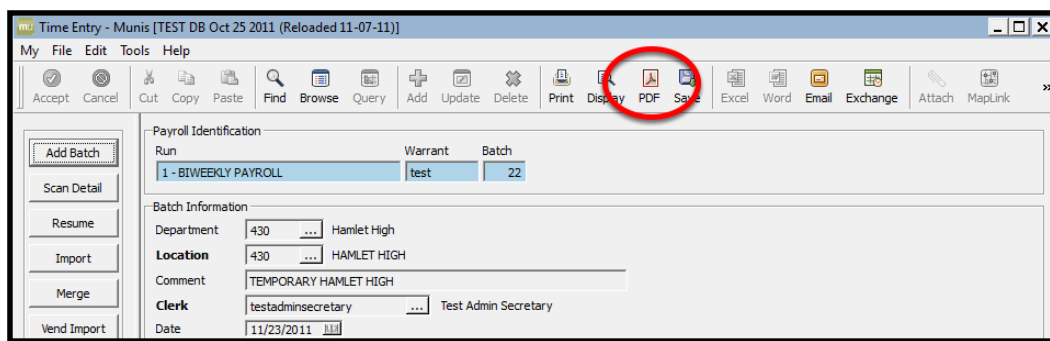 mu Time Entry - Munis [TEST DB Oct 25 2011 (Reloaded 11-07-11)]
My File Edit Tools Help
Accept Cancel Cut Copy Paste Find Browse Query Add Update Delete Print Display PDF Save Excel Word Email Exchange Attach MapLink »
Payroll Identification
Run Warrant Batch
1 - BIWEEKLY PAYROLL test 22
Batch Information
Department 430 ... Hamlet High
Location 430 ... HAMLET HIGH
Comment TEMPORARY HAMLET HIGH
Clerk testadminsecretary ... Test Admin Secretary
Date 11/23/2011
Add Batch
Scan Detail
Resume
Import
Merge
Vend Import